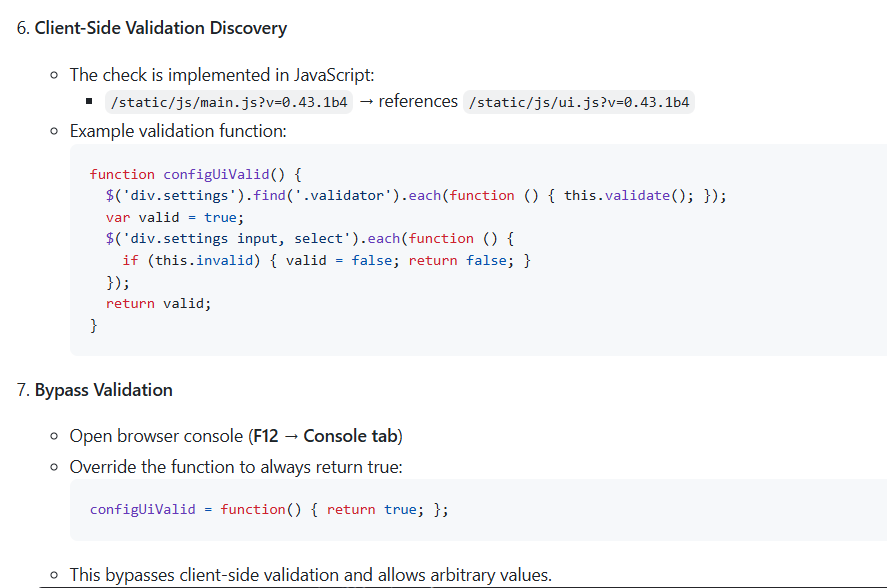 6. Client-Side Validation Discovery
The check is implemented in JavaScript:
/static/js/main.js?v=0.43.1b4 → references /static/js/ui.js?v=0.43.1b4
Example validation function:
function configUiValid() {
  $('div.settings').find('.validator').each(function () { this.validate(); });
  var valid = true;
  $('div.settings input, select').each(function () {
    if (this.invalid) { valid = false; return false; }
  });
  return valid;
}
7. Bypass Validation
Open browser console (F12 → Console tab)
Override the function to always return true:
configUiValid = function() { return true; };
This bypasses client-side validation and allows arbitrary values.